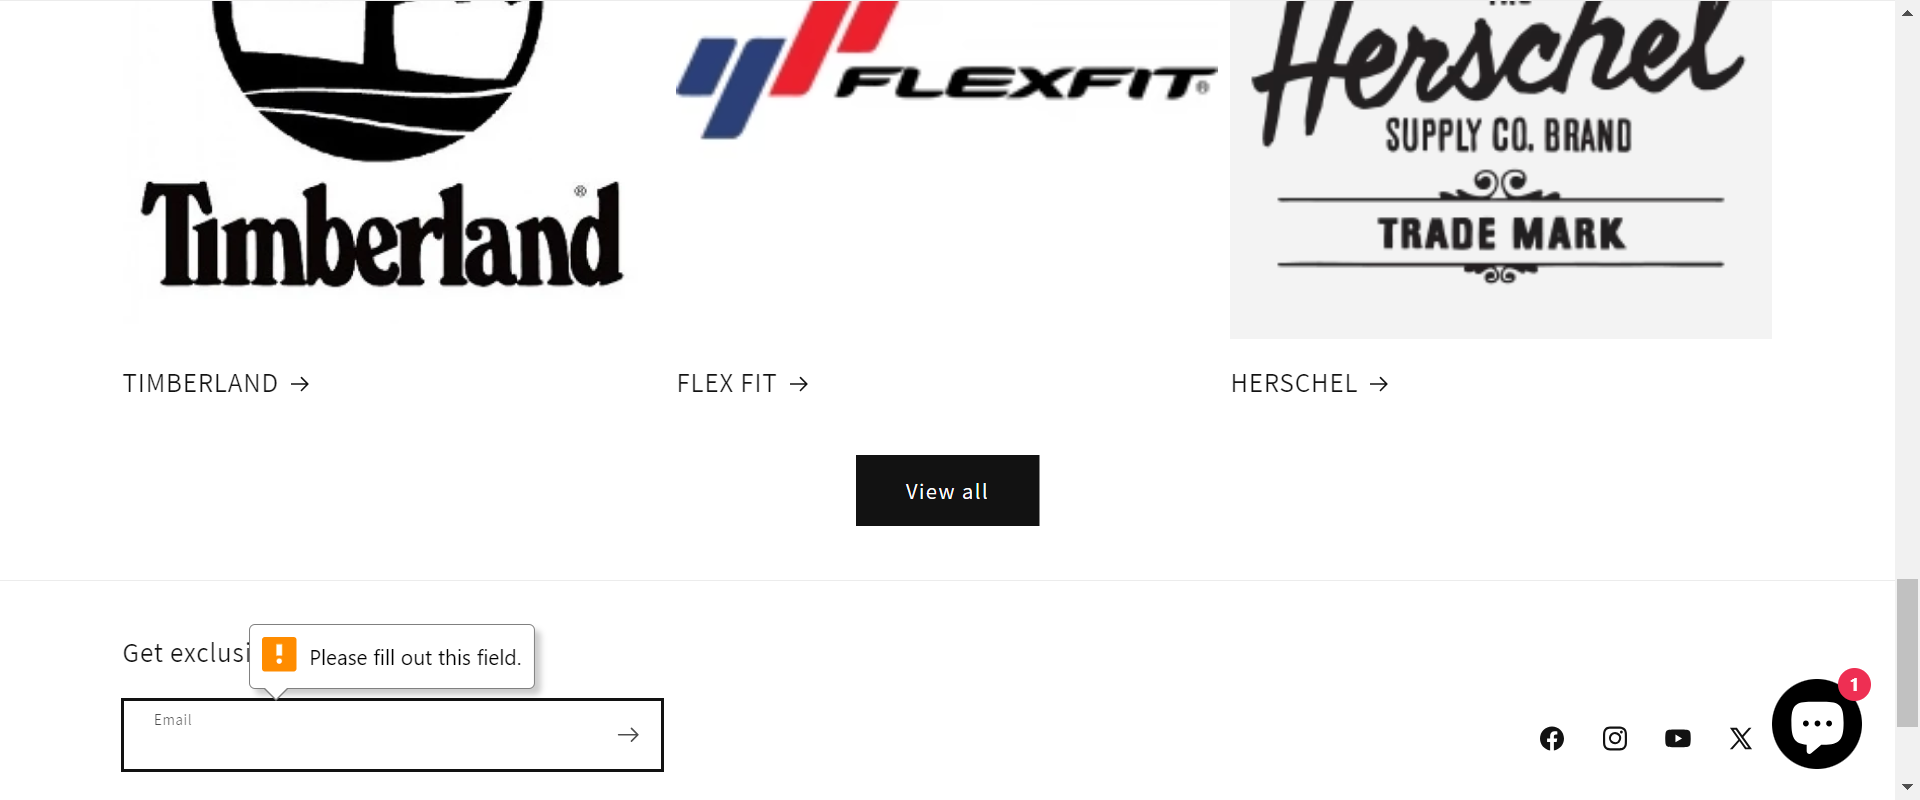 Timberland®
FLEXFIT®
Herschel
SUPPLY CO. BRAND
TRADE MARK
TIMBERLAND →
FLEX FIT →
HERSCHEL →
View all
Get exclusi
Please fill out this field.
Email
1